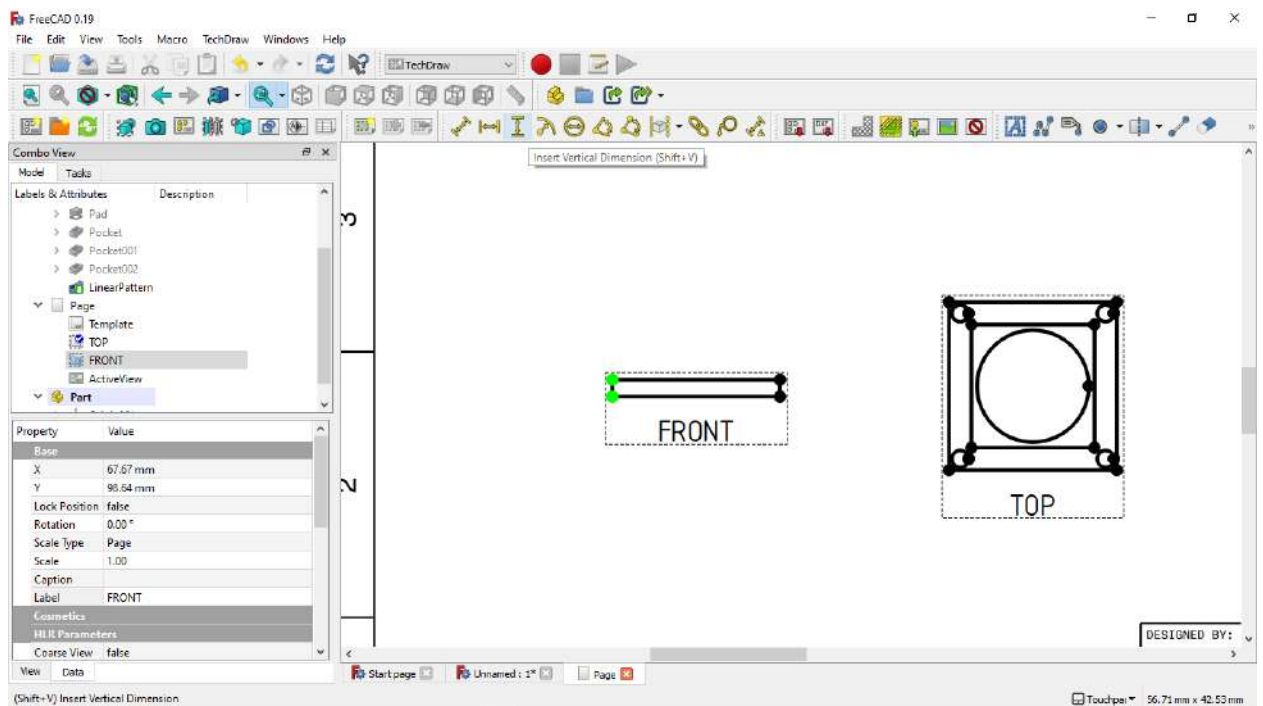 FreeCAD 0.19
File Edit View Tools Macro TechDraw Windows Help
TechDraw
Combo View
Insert Vertical Dimension (Shift+V)
Model Tasks
Labels & Attributes Description
Pad
Pocket
Pocket001
Pocket002
LinearPattern
Page
Template
TOP
FRONT
ActiveView
Part
3
2
FRONT
TOP
DESIGNED BY:
Property Value
Base
X 67.67 mm
Y 98.64 mm
Lock Position false
Rotation 0.00 °
Scale Type Page
Scale 1.00
Caption
Label FRONT
Cosmetics
HLR Parameters
Coarse View false
View Data
Start page Unnamed : 1* Page
(Shift+V) Insert Vertical Dimension
Touchpa 56.71 mm x 42.53 mm